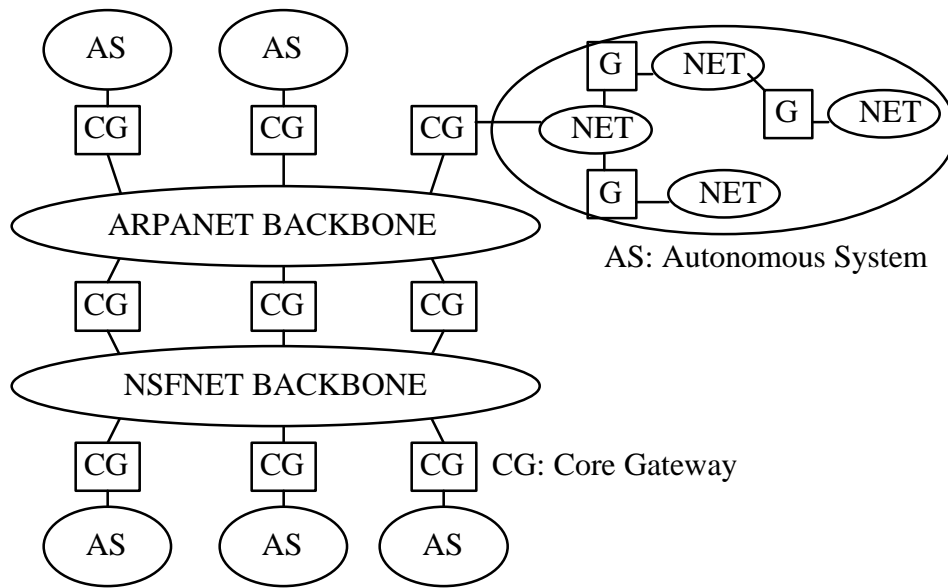 AS AS G NET
CG CG CG NET G NET
G NET
ARPANET BACKBONE
AS: Autonomous System
CG CG CG
NSFNET BACKBONE
CG CG CG CG: Core Gateway
AS AS AS